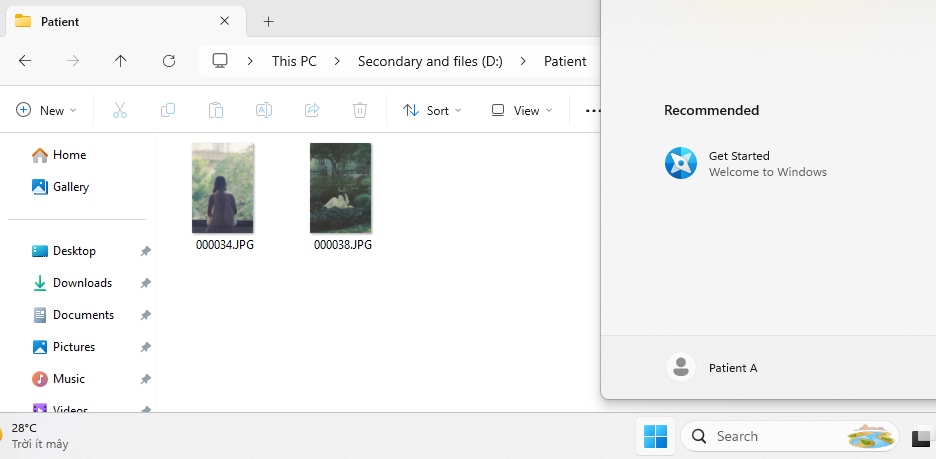 Patient
This PC > Secondary and files (D:) > Patient
New
Sort
View
Home
Gallery
Desktop
Downloads
Documents
Pictures
Music
Videos
000034.JPG
000038.JPG
Recommended
Get Started
Welcome to Windows
Patient A
28°C
Trời ít mây
Search